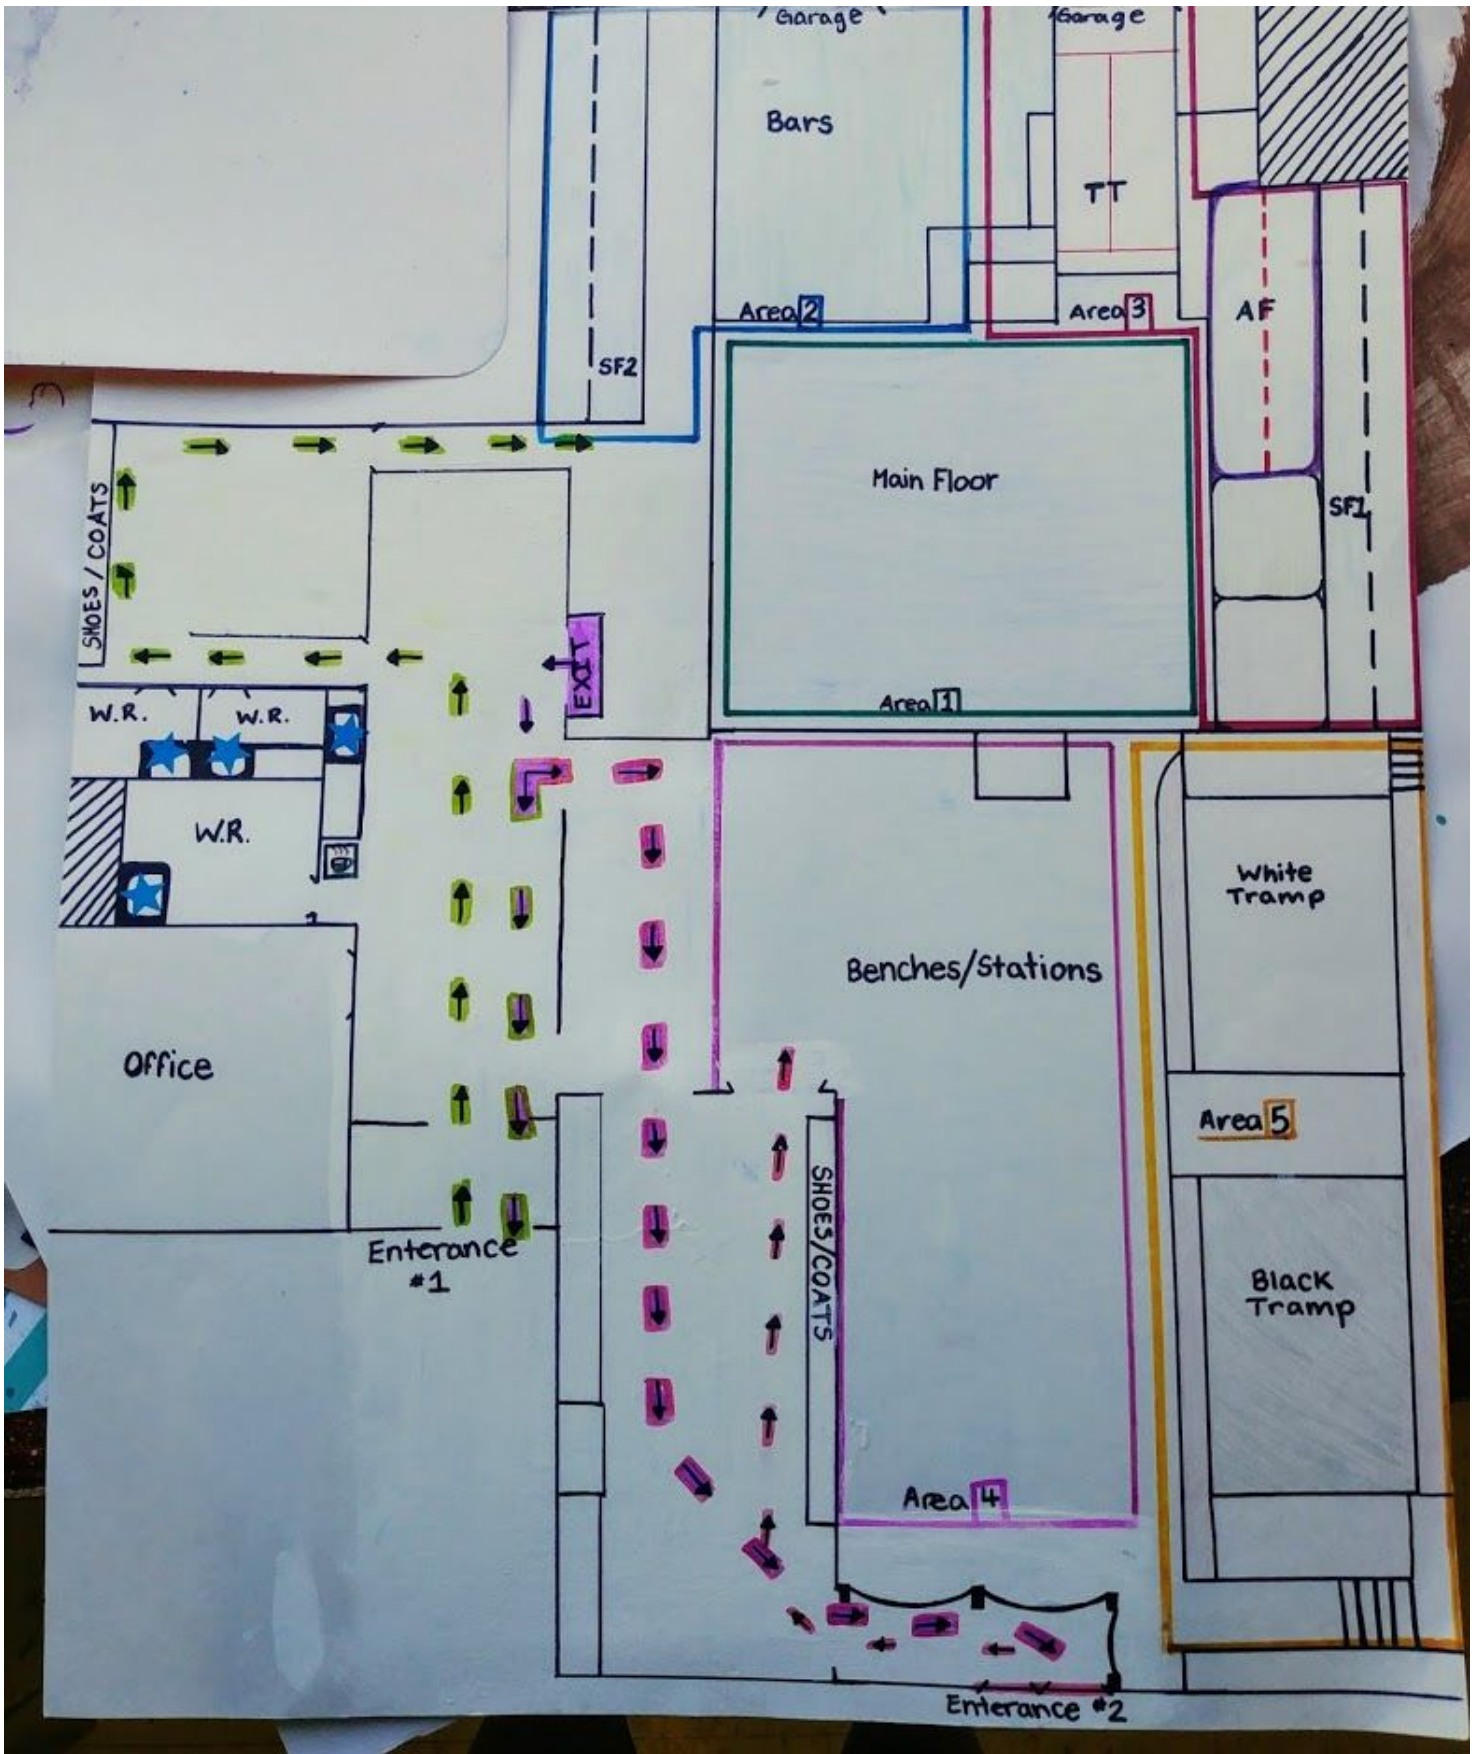 Garage
Garage
Bars
TT
Area 2
Area 3
AF
SF2
Main Floor
SF1
SHOES / COATS
EXIT
Area 1
W.R.
W.R.
W.R.
White
Tramp
Benches/Stations
Office
Area 5
SHOES/COATS
Enterance
#1
Black
Tramp
Area 4
Enterance #2